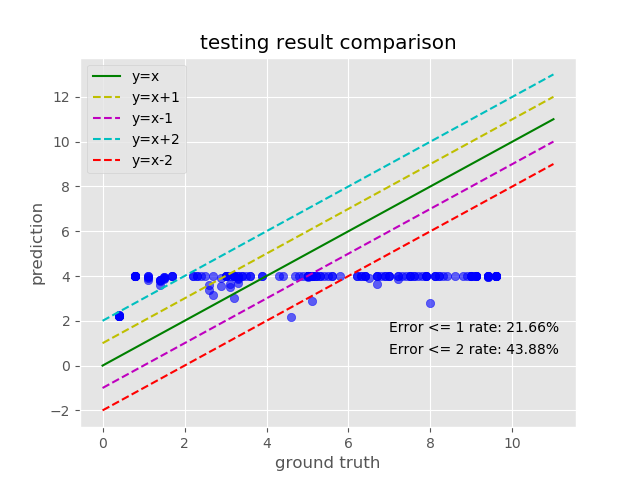 testing result comparison
y=x
y=x+1
y=x-1
y=x+2
y=x-2
12
10
8
6
4
2
0
−2
prediction
Error <= 1 rate: 21.66%
Error <= 2 rate: 43.88%
0 2 4 6 8 10
ground truth